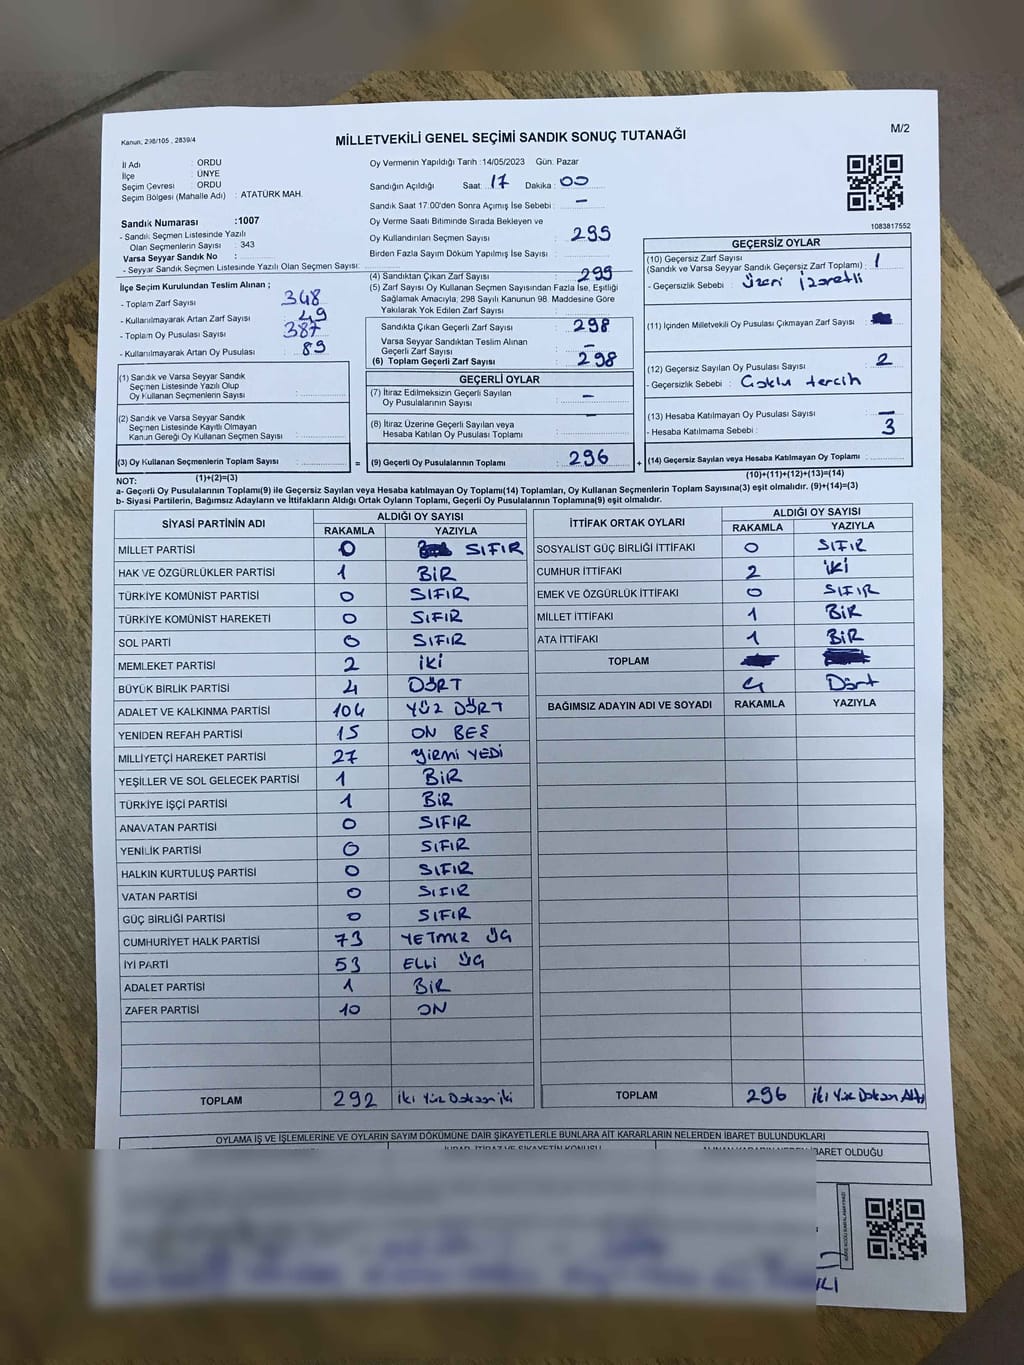 Kanun, 298/105 , 2839/4
MİLLETVEKİLİ GENEL SEÇİMİ SANDIK SONUÇ TUTANAĞI
M/2
İl Adı : ORDU
İlçe : ÜNYE
Seçim Çevresi : ORDU
Seçim Bölgesi (Mahalle Adı) : ATATÜRK MAH.
Sandık Numarası :1007
- Sandık Seçmen Listesinde Yazılı
Olan Seçmenlerin Sayısı : 343
Varsa Seyyar Sandık No :
- Seyyar Sandık Seçmen Listesinde Yazılı Olan Seçmen Sayısı:
İlçe Seçim Kurulundan Teslim Alınan ;
- Toplam Zarf Sayısı : 348
- Kullanılmayarak Artan Zarf Sayısı : 49
- Toplam Oy Pusulası Sayısı : 387
- Kullanılmayarak Artan Oy Pusulası : 89
(1) Sandık ve Varsa Seyyar Sandık
Seçmen Listesinde Yazılı Olup
Oy Kullanan Seçmenlerin Sayısı :
(2) Sandık ve Varsa Seyyar Sandık
Seçmen Listesinde Kayıtlı Olmayan
Kanun Gereği Oy Kullanan Seçmen Sayısı :
(3) Oy Kullanan Seçmenlerin Toplam Sayısı :
(1)+(2)=(3)
Oy Vermenin Yapıldığı Tarih :14/05/2023 Gün: Pazar
Sandığın Açıldığı Saat: 17 Dakika : 00
Sandık Saat 17:00'den Sonra Açımış İse Sebebi : -
Oy Verme Saati Bitiminde Sırada Bekleyen ve
Oy Kullandırılan Seçmen Sayısı : 299
Birden Fazla Sayım Döküm Yapılmış İse Sayısı :
(4) Sandıktan Çıkan Zarf Sayısı : 299
(5) Zarf Sayısı Oy Kullanan Seçmen Sayısından Fazla İse, Eşitliği
Sağlamak Amacıyla; 298 Sayılı Kanunun 98. Maddesine Göre
Yakılarak Yok Edilen Zarf Sayısı :
Sandıkta Çıkan Geçerli Zarf Sayısı : 298
Varsa Seyyar Sandıktan Teslim Alınan
Geçerli Zarf Sayısı : -
(6) Toplam Geçerli Zarf Sayısı : 298
GEÇERLİ OYLAR
(7) İtiraz Edilmeksizin Geçerli Sayılan
Oy Pusulalarının Sayısı : -
(8) İtiraz Üzerine Geçerli Sayılan veya
Hesaba Katılan Oy Pusulası Toplamı : -
= (9) Geçerli Oy Pusulalarının Toplamı : 296 +
1083817552
GEÇERSİZ OYLAR
(10) Geçersiz Zarf Sayısı
(Sandık ve Varsa Seyyar Sandık Geçersiz Zarf Toplamı) : 1
- Geçersizlik Sebebi : Üzeri İzaretli
(11) İçinden Milletvekili Oy Pusulası Çıkmayan Zarf Sayısı :
(12) Geçersiz Sayılan Oy Pusulası Sayısı : 2
- Geçersizlik Sebebi : Çoklu tercih
(13) Hesaba Katılmayan Oy Pusulası Sayısı : -
- Hesaba Katılmama Sebebi : 3
(14) Geçersiz Sayılan veya Hesaba Katılmayan Oy Toplamı :
(10)+(11)+(12)+(13)=(14)
NOT:
a- Geçerli Oy Pusulalarının Toplamı(9) ile Geçersiz Sayılan veya Hesaba katılmayan Oy Toplamı(14) Toplamları, Oy Kullanan Seçmenlerin Toplam Sayısına(3) eşit olmalıdır. (9)+(14)=(3)
b- Siyasi Partilerin, Bağımsız Adayların ve İttifakların Aldığı Ortak Oyların Toplamı, Geçerli Oy Pusulalarının Toplamına(9) eşit olmalıdır.
SİYASİ PARTİNİN ADI ALDIĞI OY SAYISI
RAKAMLA YAZIYLA
MİLLET PARTİSİ 0 SIFIR
HAK VE ÖZGÜRLÜKLER PARTİSİ 1 BİR
TÜRKİYE KOMÜNİST PARTİSİ 0 SIFIR
TÜRKİYE KOMÜNİST HAREKETİ 0 SIFIR
SOL PARTİ 0 SIFIR
MEMLEKET PARTİSİ 2 İKİ
BÜYÜK BİRLİK PARTİSİ 4 DÖRT
ADALET VE KALKINMA PARTİSİ 104 YÜZ DÖRT
YENİDEN REFAH PARTİSİ 15 ON BEŞ
MİLLİYETÇİ HAREKET PARTİSİ 27 YİRMİ YEDİ
YEŞİLLER VE SOL GELECEK PARTİSİ 1 BİR
TÜRKİYE İŞÇİ PARTİSİ 1 BİR
ANAVATAN PARTİSİ 0 SIFIR
YENİLİK PARTİSİ 0 SIFIR
HALKIN KURTULUŞ PARTİSİ 0 SIFIR
VATAN PARTİSİ 0 SIFIR
GÜÇ BİRLİĞİ PARTİSİ 0 SIFIR
CUMHURİYET HALK PARTİSİ 73 YETMİZ ÜÇ
İYİ PARTİ 53 ELLİ ÜÇ
ADALET PARTİSİ 1 BİR
ZAFER PARTİSİ 10 ON
TOPLAM 292 İki Yüz Doksan iki
İTTİFAK ORTAK OYLARI ALDIĞI OY SAYISI
RAKAMLA YAZIYLA
SOSYALİST GÜÇ BİRLİĞİ İTTİFAKI 0 SIFIR
CUMHUR İTTİFAKI 2 İKİ
EMEK VE ÖZGÜRLÜK İTTİFAKI 0 SIFIR
MİLLET İTTİFAKI 1 BİR
ATA İTTİFAKI 1 BİR
TOPLAM
4 Dört
BAĞIMSIZ ADAYIN ADI VE SOYADI RAKAMLA YAZIYLA
TOPLAM 296 İki Yüz Doksan Altı
OYLAMA İŞ VE İŞLEMLERİNE VE OYLARIN SAYIM DÖKÜMÜNE DAİR ŞİKAYETLERLE BUNLARA AİT KARARLARIN NELERDEN İBARET BULUNDUKLARI
İBARET OLDUĞU